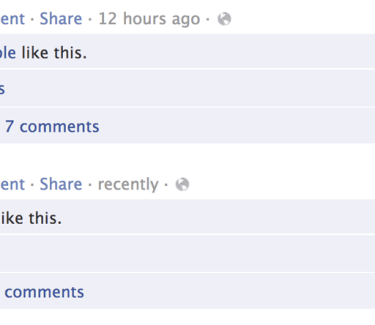 ent · Share · 12 hours ago ·
ple like this.
s
7 comments
ent · Share · recently ·
ike this.
comments